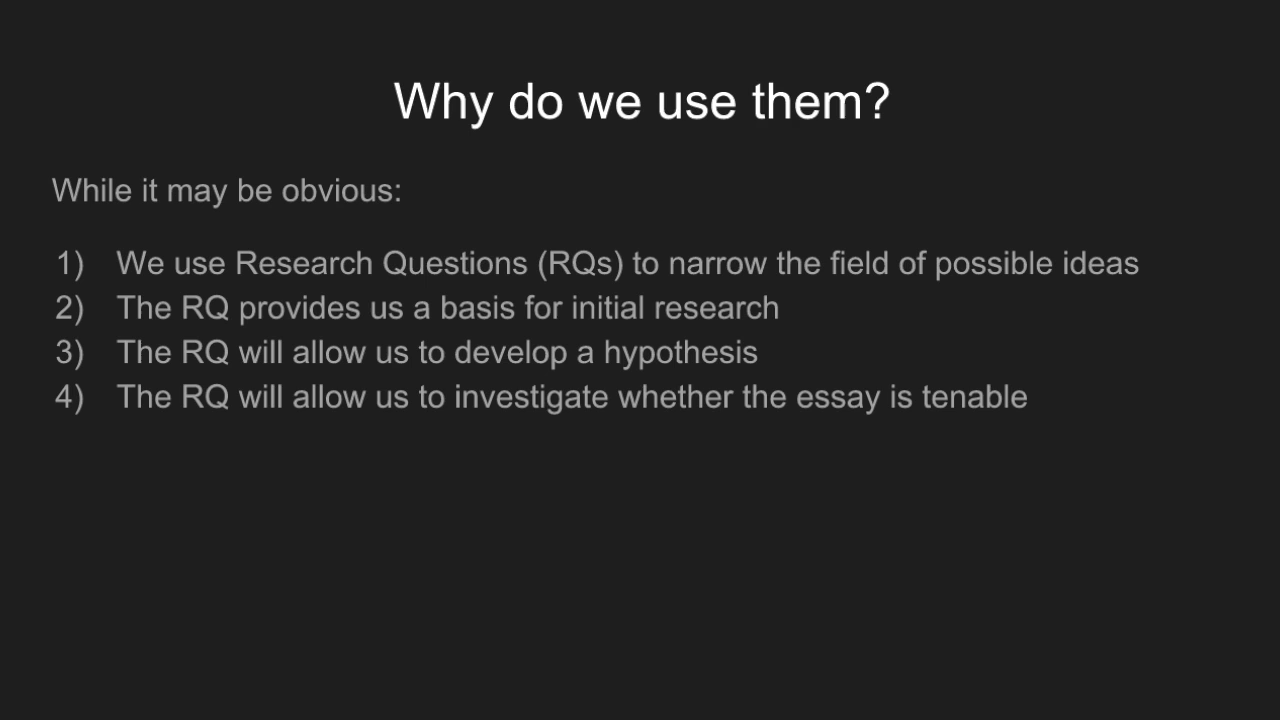 Why do we use them?
While it may be obvious:
1) We use Research Questions (RQs) to narrow the field of possible ideas
2) The RQ provides us a basis for initial research
3) The RQ will allow us to develop a hypothesis
4) The RQ will allow us to investigate whether the essay is tenable